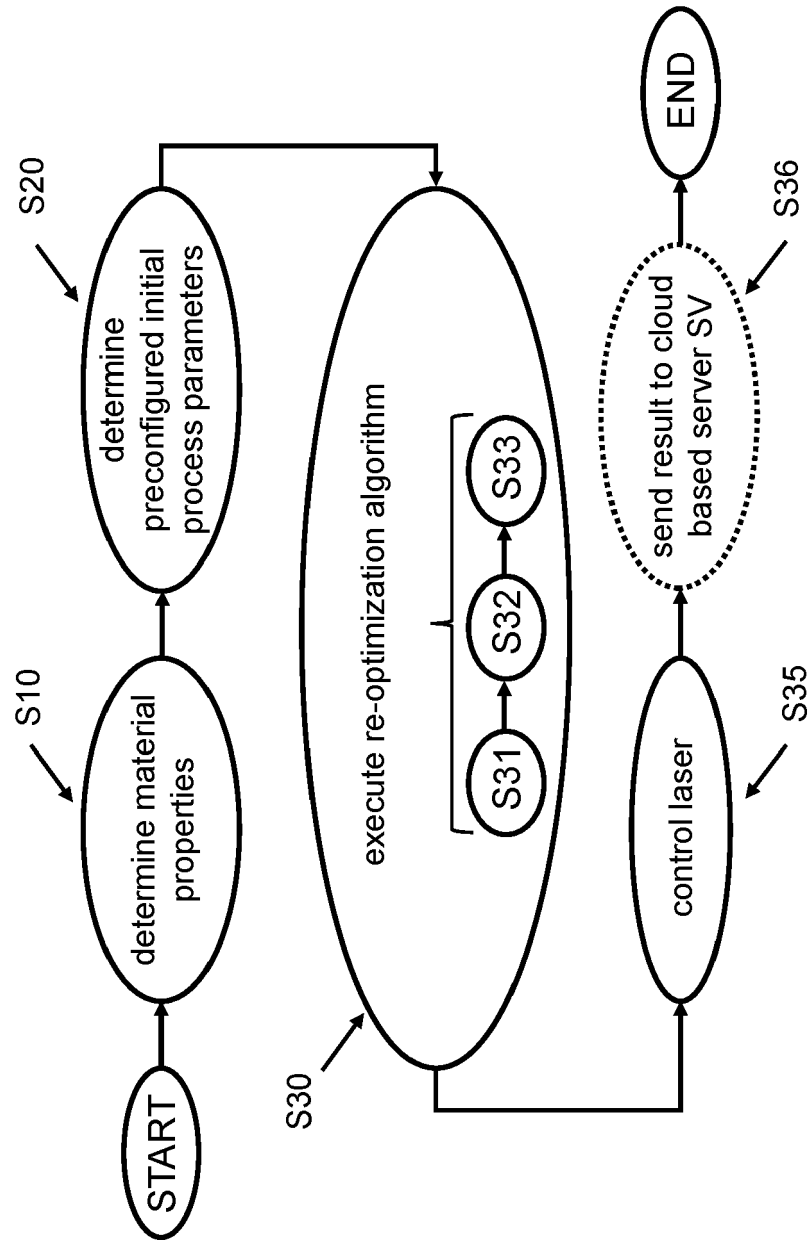 START
S10
determine material
properties
S20
determine
preconfigured initial
process parameters
S30
execute re-optimization algorithm
S31
S32
S33
control laser
S35
send result to cloud
based server SV
S36
END